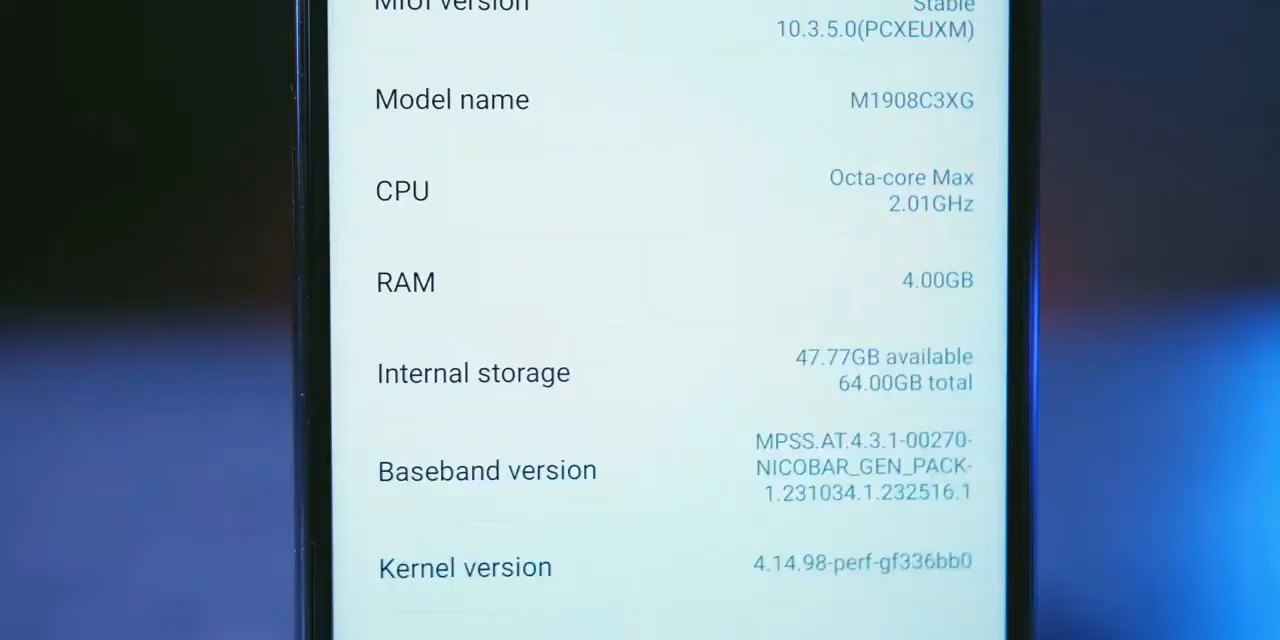 MIUI version
Stable
10.3.5.0(PCXEUXM)
Model name
M1908C3XG
CPU
Octa-core Max
2.01GHz
RAM
4.00GB
Internal storage
47.77GB available
64.00GB total
Baseband version
MPSS.AT.4.3.1-00270-
NICOBAR_GEN_PACK-
1.231034.1.232516.1
Kernel version
4.14.98-perf-gf336bb0